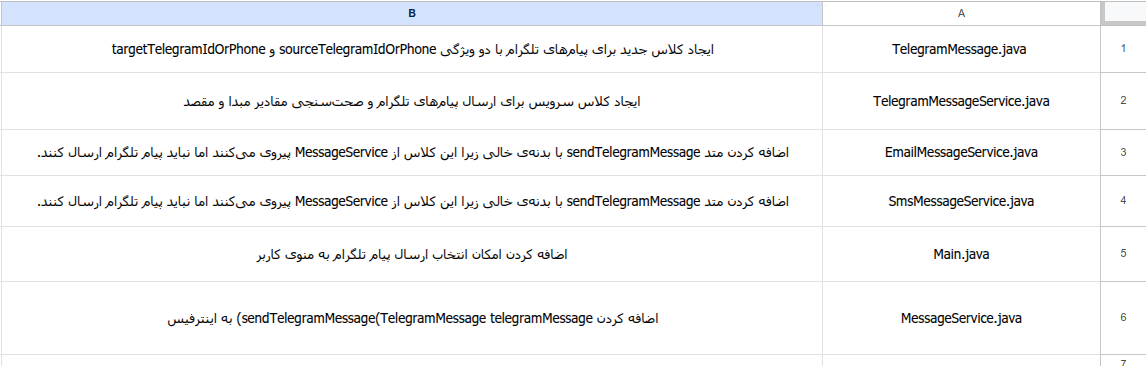 A
B
1
TelegramMessage.java
ایجاد کلاس جدید برای پیام‌های تلگرام با دو ویژگی sourceTelegramIdOrPhone و targetTelegramIdOrPhone
2
TelegramMessageService.java
ایجاد کلاس سرویس برای ارسال پیام‌های تلگرام و صحت‌سنجی مقادیر مبدا و مقصد
3
EmailMessageService.java
اضافه کردن متد sendTelegramMessage با بدنه‌ی خالی زیرا این کلاس از MessageService پیروی می‌کنند اما نباید پیام تلگرام ارسال کنند.
4
SmsMessageService.java
اضافه کردن متد sendTelegramMessage با بدنه‌ی خالی زیرا این کلاس از MessageService پیروی می‌کنند اما نباید پیام تلگرام ارسال کنند.
5
Main.java
اضافه کردن امکان انتخاب ارسال پیام تلگرام به منوی کاربر
6
MessageService.java
اضافه کردن sendTelegramMessage(TelegramMessage telegramMessage) به اینترفیس
7